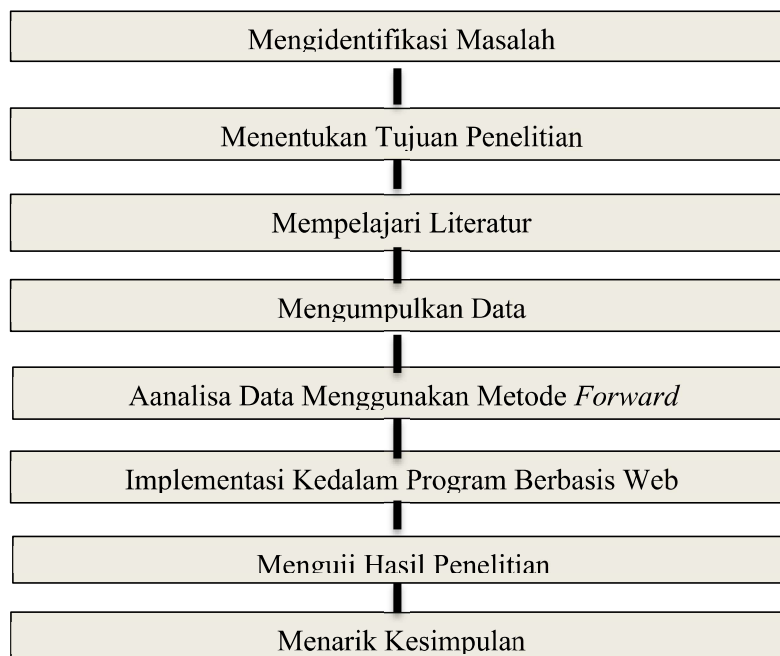 Mengidentifikasi Masalah
Menentukan Tujuan Penelitian
Mempelajari Literatur
Mengumpulkan Data
Aanalisa Data Menggunakan Metode Forward
Implementasi Kedalam Program Berbasis Web
Menguji Hasil Penelitian
Menarik Kesimpulan